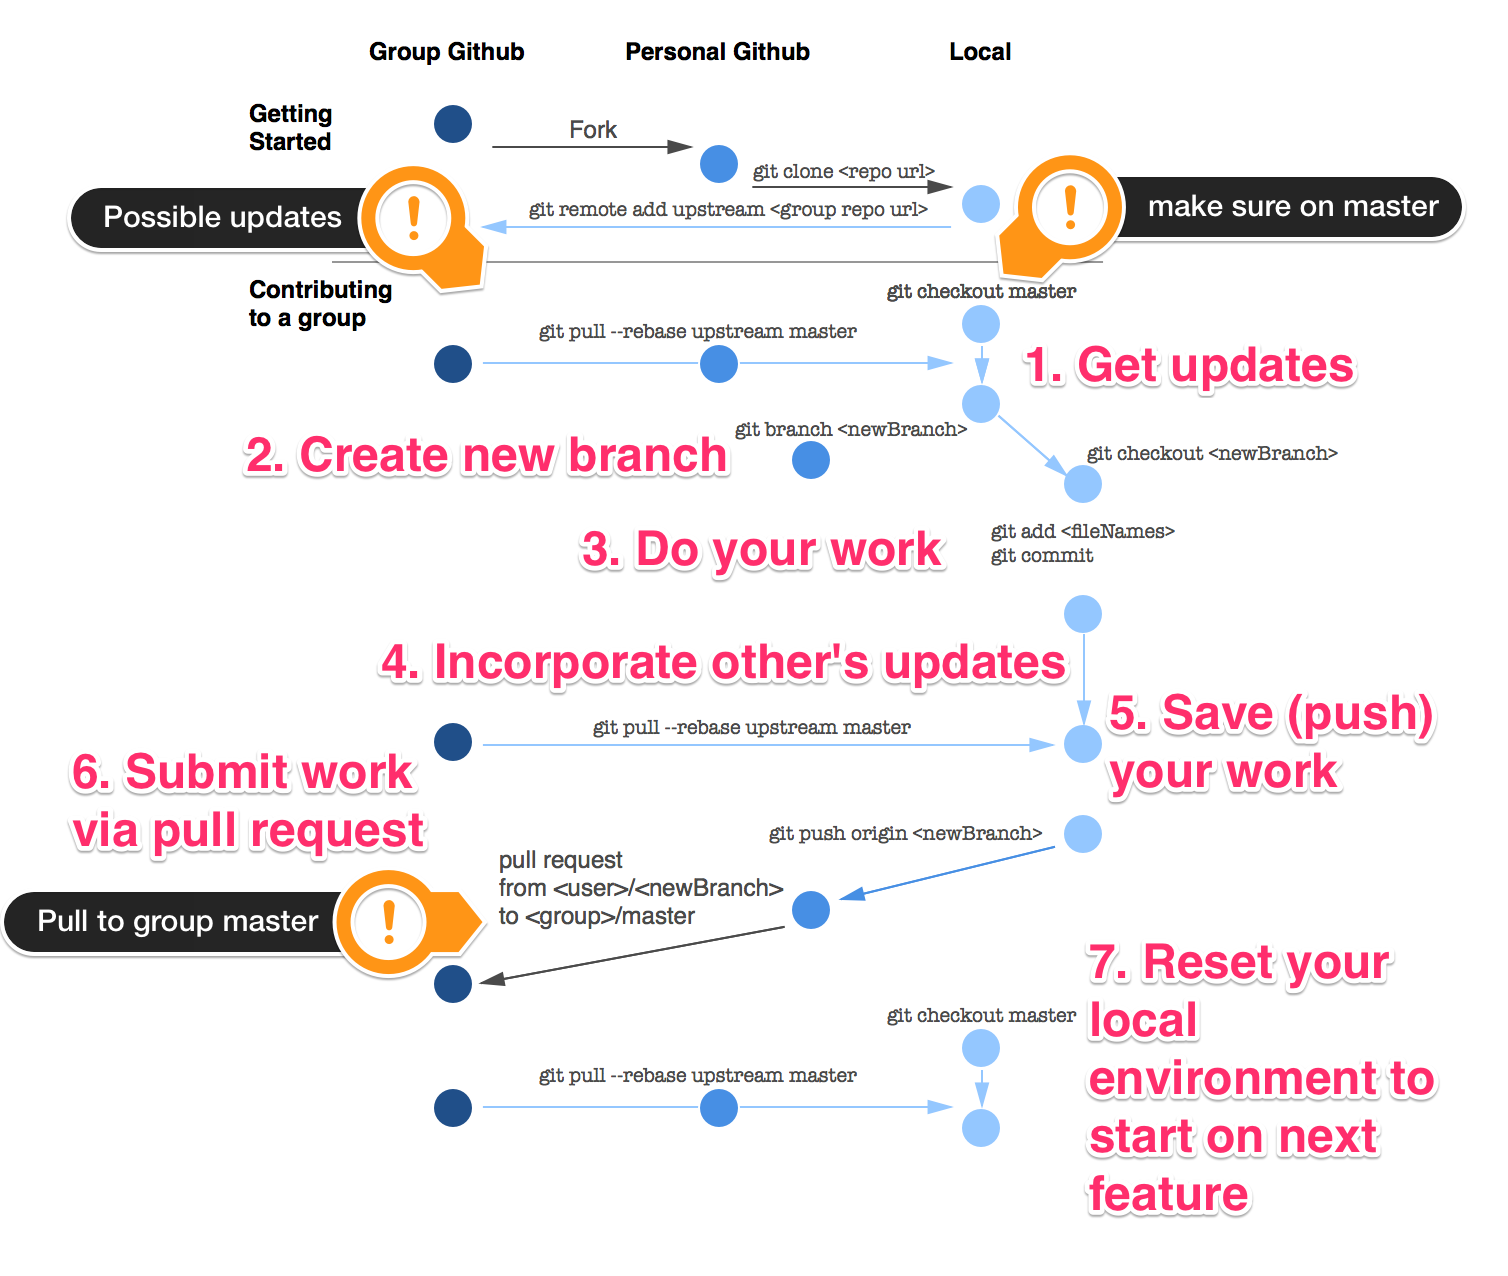 Group Github
Personal Github
Local
Getting
Started
Fork
git clone <repo url>
Possible updates
!
git remote add upstream <group repo url>
!
make sure on master
Contributing
to a group
git checkout master
git pull --rebase upstream master
1. Get updates
2. Create new branch
git branch <newBranch>
git checkout <newBranch>
3. Do your work
git add <fileNames>
git commit
4. Incorporate other's updates
git pull --rebase upstream master
5. Save (push)
your work
6. Submit work
via pull request
git push origin <newBranch>
pull request
from <user>/<newBranch>
to <group>/master
Pull to group master
!
7. Reset your
local
environment to
start on next
feature
git checkout master
git pull --rebase upstream master